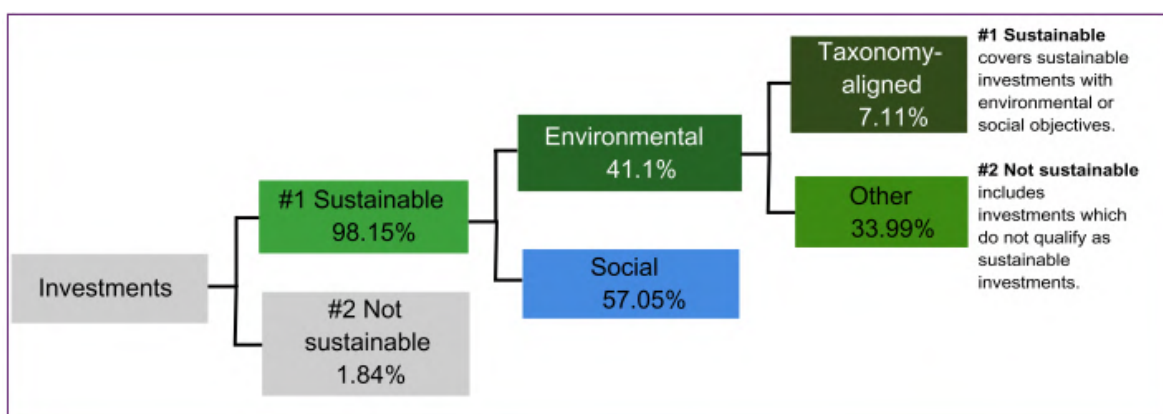 Investments
#1 Sustainable
98.15%
#2 Not
sustainable
1.84%
Environmental
41.1%
Social
57.05%
Taxonomy-
aligned
7.11%
Other
33.99%
#1 Sustainable
covers sustainable
investments with
environmental or
social objectives.
#2 Not sustainable
includes
investments which
do not qualify as
sustainable
investments.